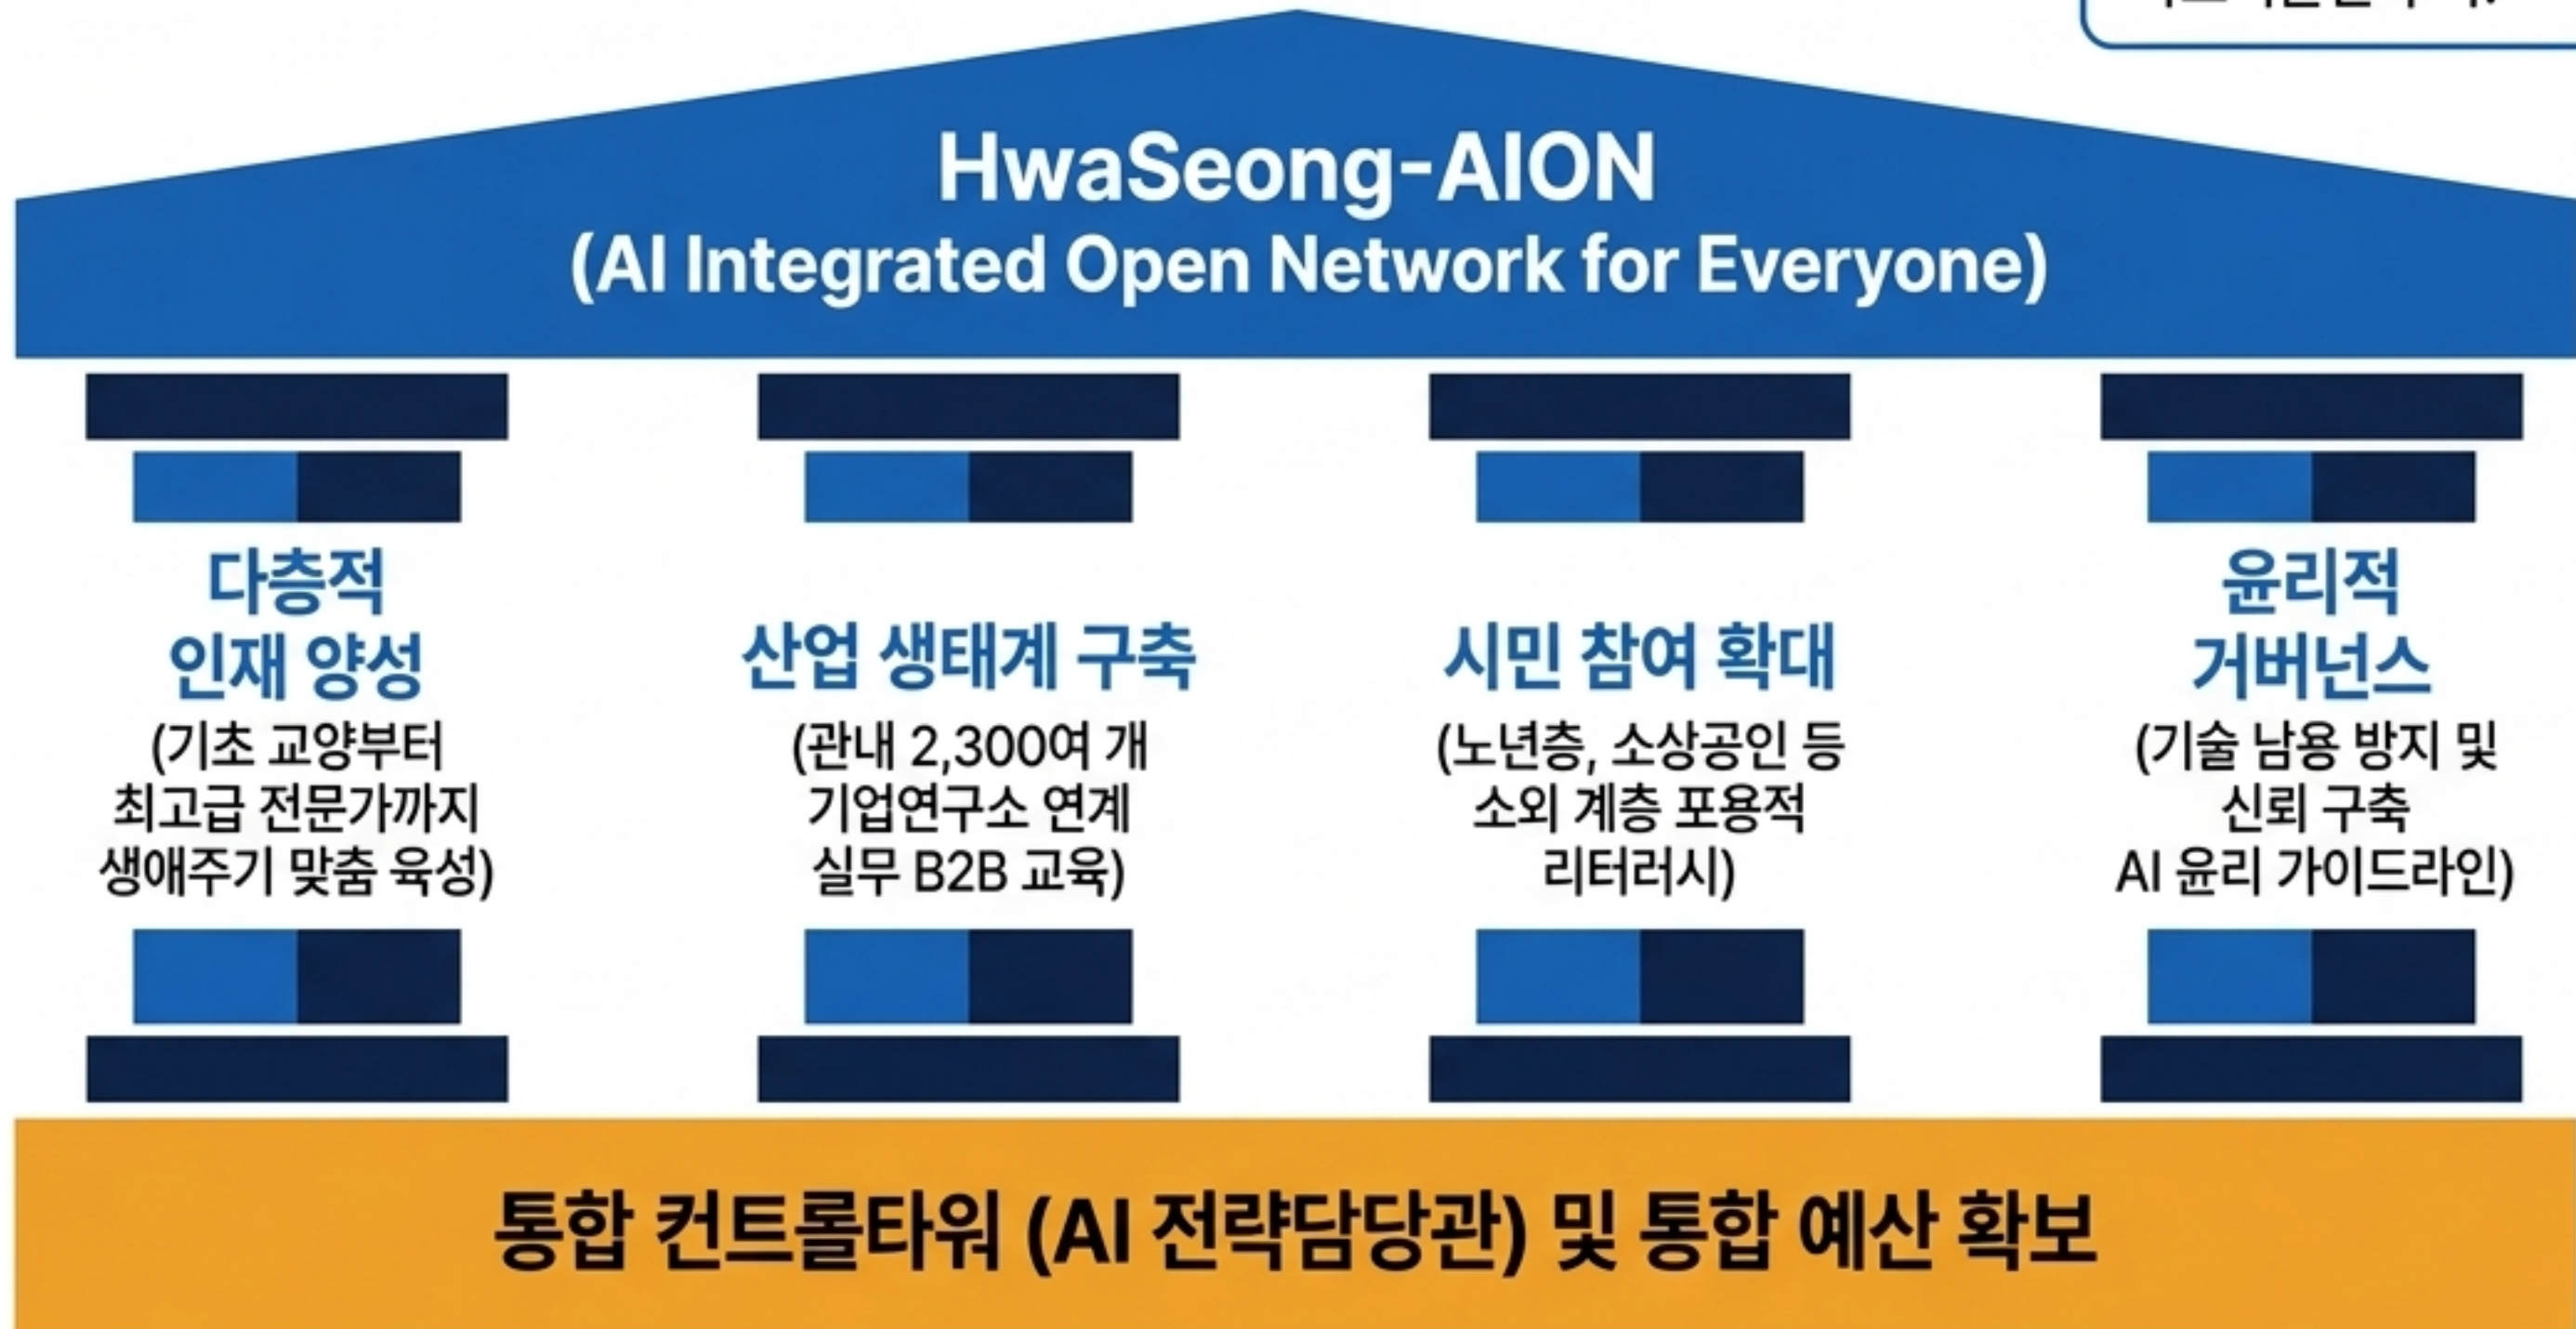 HwaSeong-AION
(AI Integrated Open Network for Everyone)
다층적
인재 양성
(기초 교양부터
최고급 전문가까지
생애주기 맞춤 육성)
산업 생태계 구축
(관내 2,300여 개
기업연구소 연계
실무 B2B 교육)
시민 참여 확대
(노년층, 소상공인 등
소외 계층 포용적
리터러시)
윤리적
거버넌스
(기술 남용 방지 및
신뢰 구축
AI 윤리 가이드라인)
통합 컨트롤타워 (AI 전략담당관) 및 통합 예산 확보